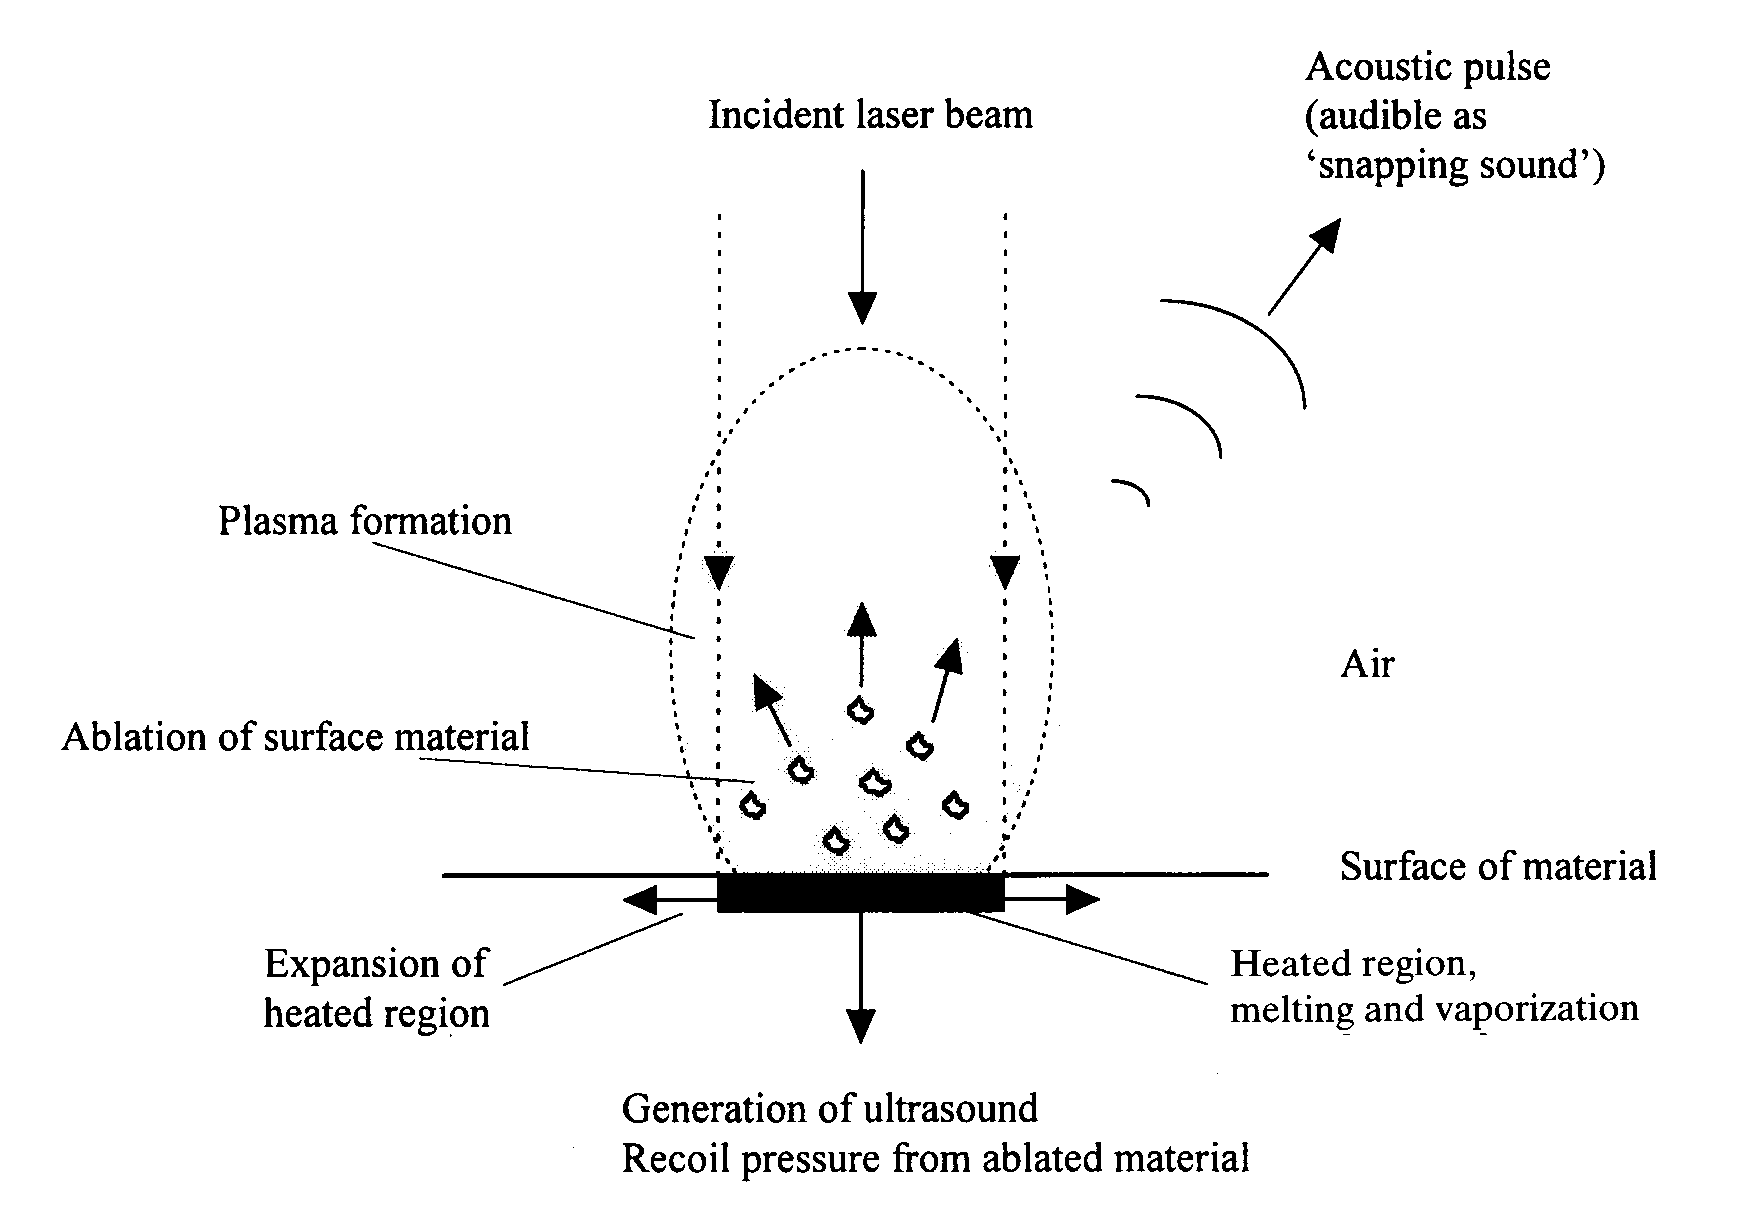 Acoustic pulse
(audible as
‘snapping sound’)
Incident laser beam
Plasma formation
Air
Ablation of surface material
Surface of material
Expansion of
heated region
Heated region,
melting and vaporization
Generation of ultrasound
Recoil pressure from ablated material